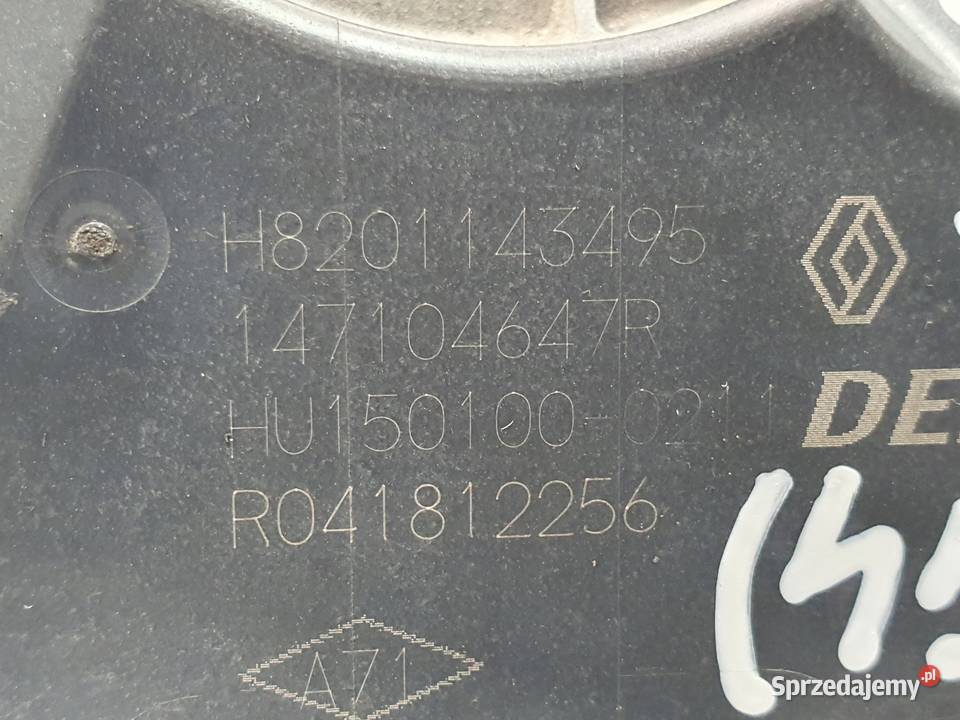 H8201143495
147104647R
HU150100-0211
R041812256
DE
A71
Sprzedajemy.pl